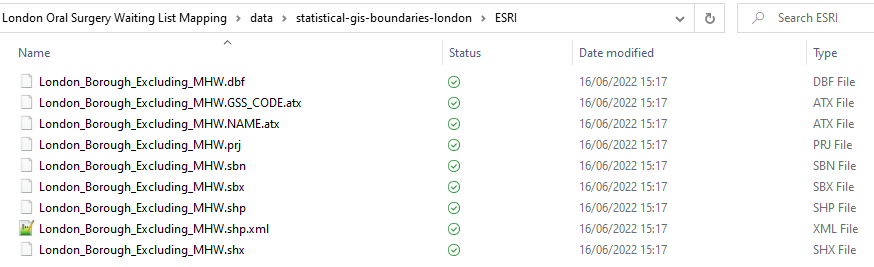 London Oral Surgery Waiting List Mapping > data > statistical-gis-boundaries-london > ESRI Search ESRI
Name Status Date modified Type
London_Borough_Excluding_MHW.dbf 16/06/2022 15:17 DBF File
London_Borough_Excluding_MHW.GSS_CODE.atx 16/06/2022 15:17 ATX File
London_Borough_Excluding_MHW.NAME.atx 16/06/2022 15:17 ATX File
London_Borough_Excluding_MHW.prj 16/06/2022 15:17 PRJ File
London_Borough_Excluding_MHW.sbn 16/06/2022 15:17 SBN File
London_Borough_Excluding_MHW.sbx 16/06/2022 15:17 SBX File
London_Borough_Excluding_MHW.shp 16/06/2022 15:17 SHP File
London_Borough_Excluding_MHW.shp.xml 16/06/2022 15:17 XML File
London_Borough_Excluding_MHW.shx 16/06/2022 15:17 SHX File